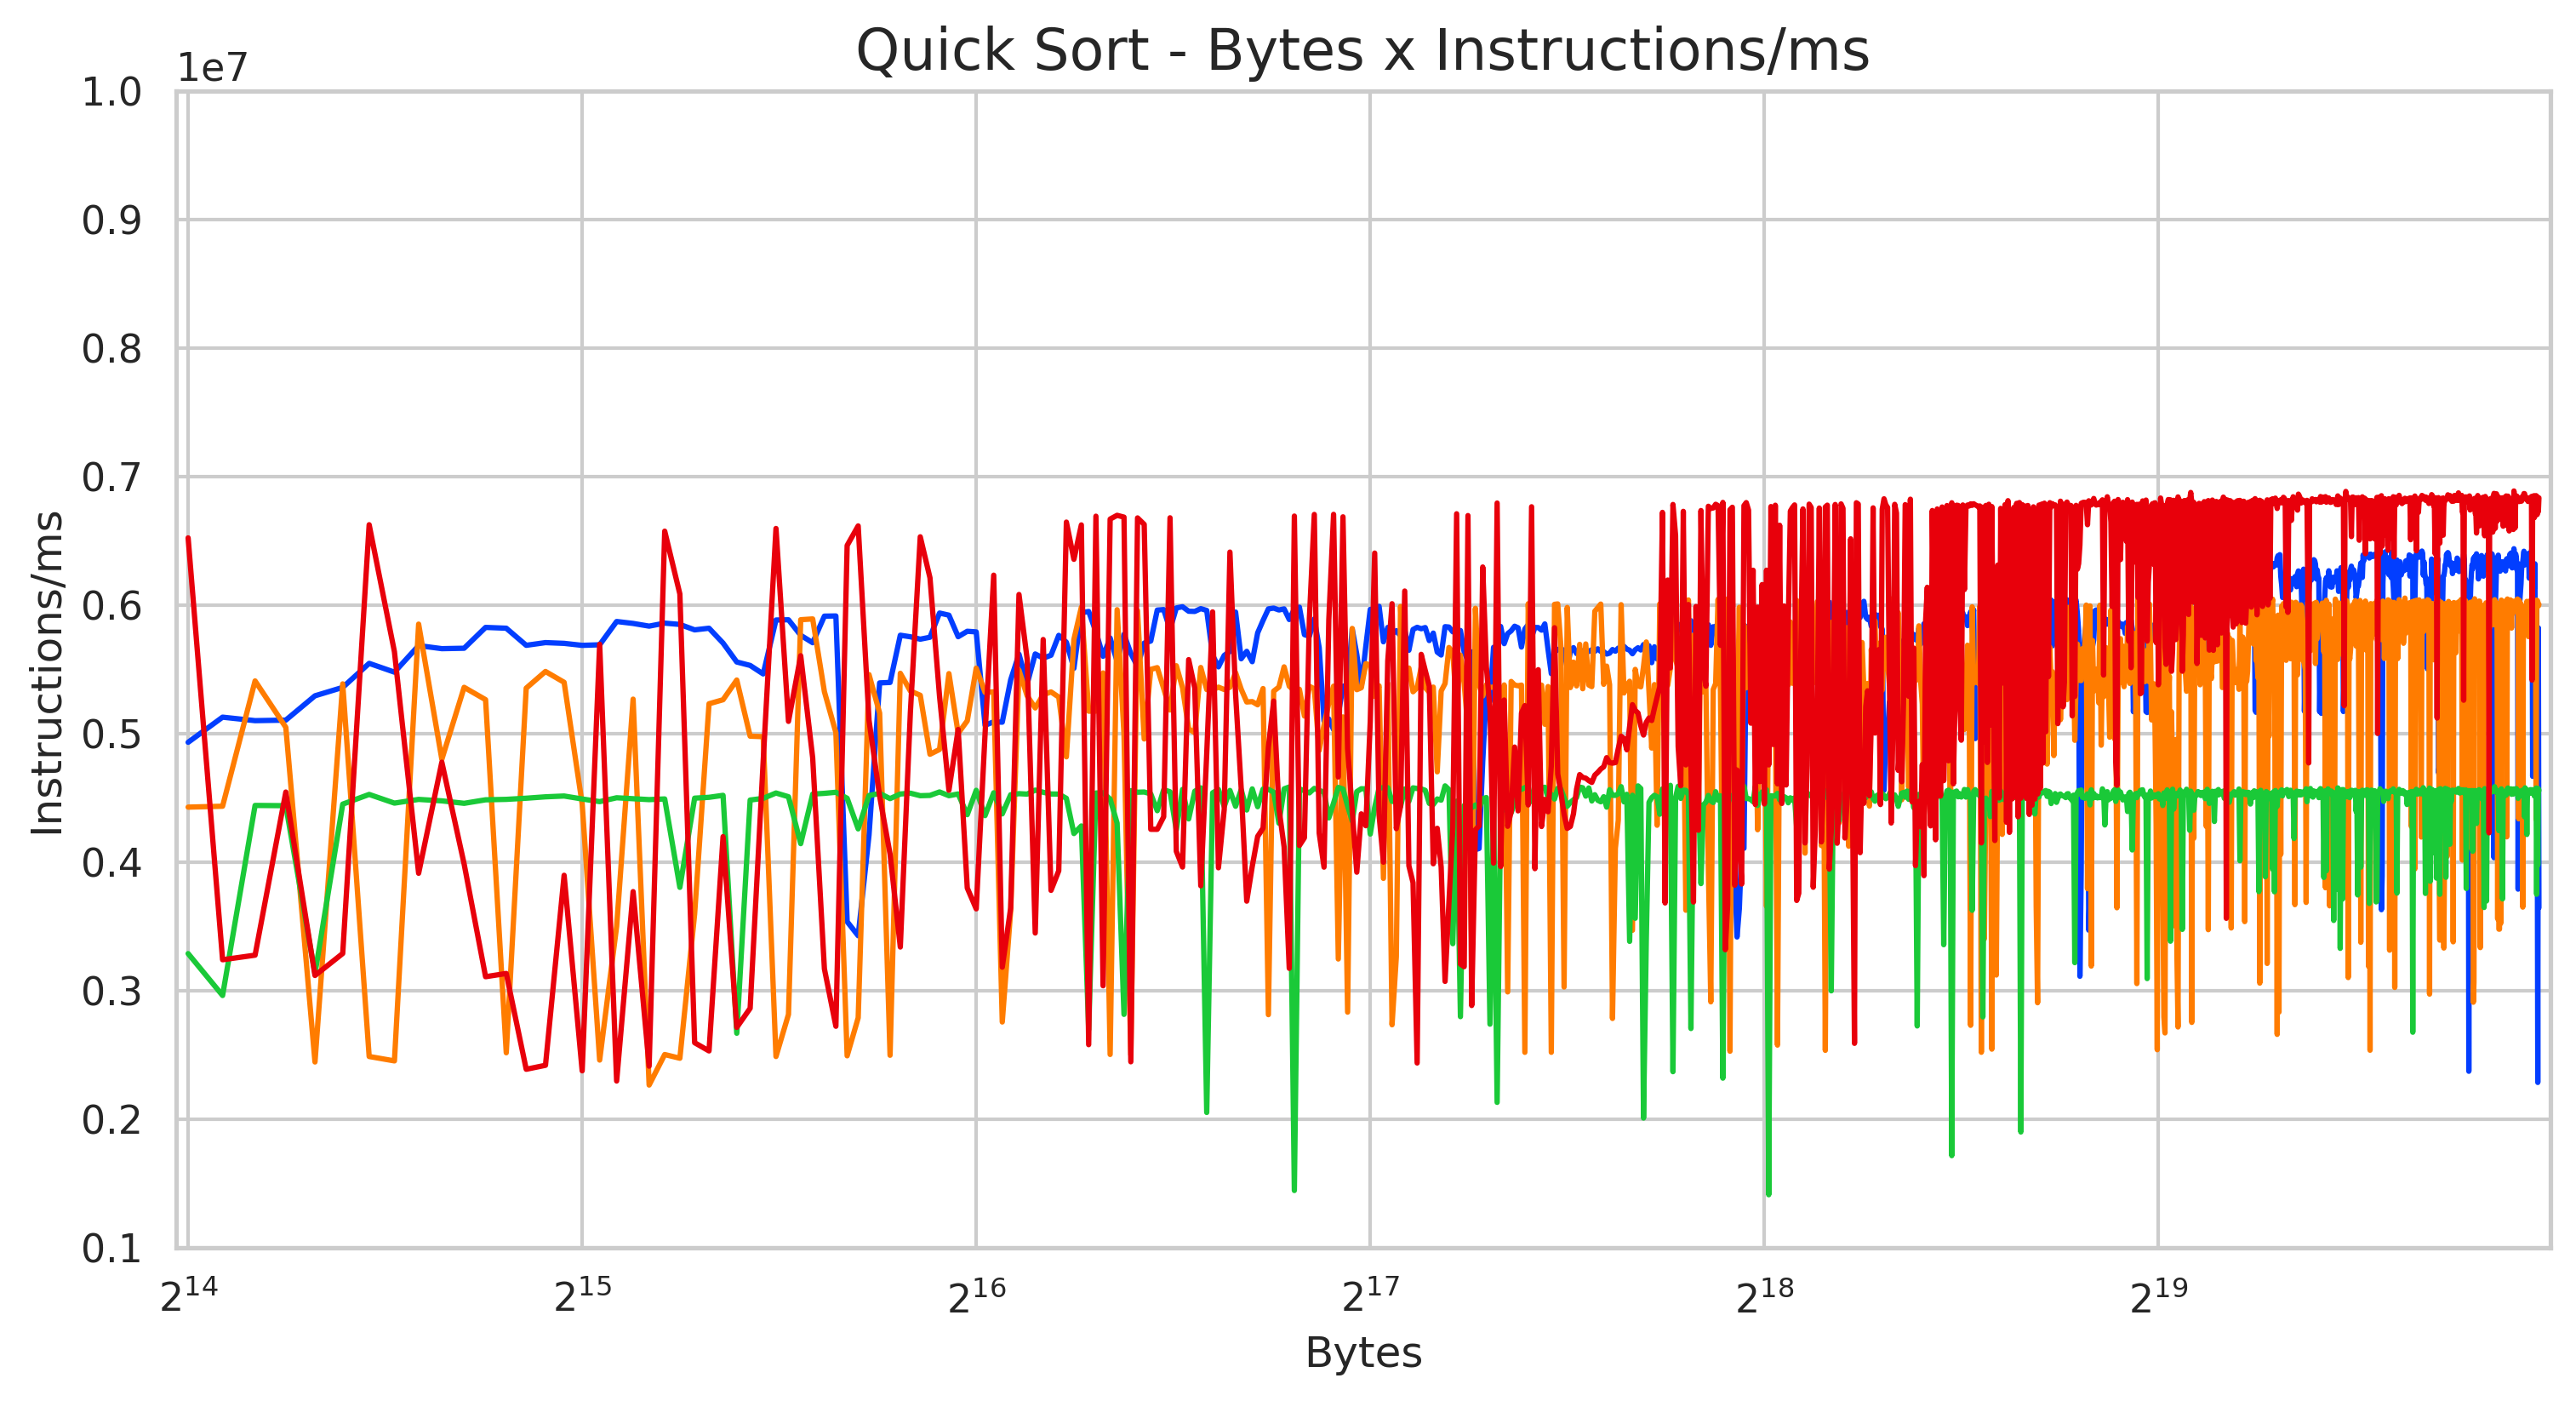 Quick Sort - Bytes x Instructions/ms
1e7
1.0
0.9
0.8
0.7
0.6
0.5
0.4
0.3
0.2
0.1
Instructions/ms
2^14 2^15 2^16 2^17 2^18 2^19
Bytes